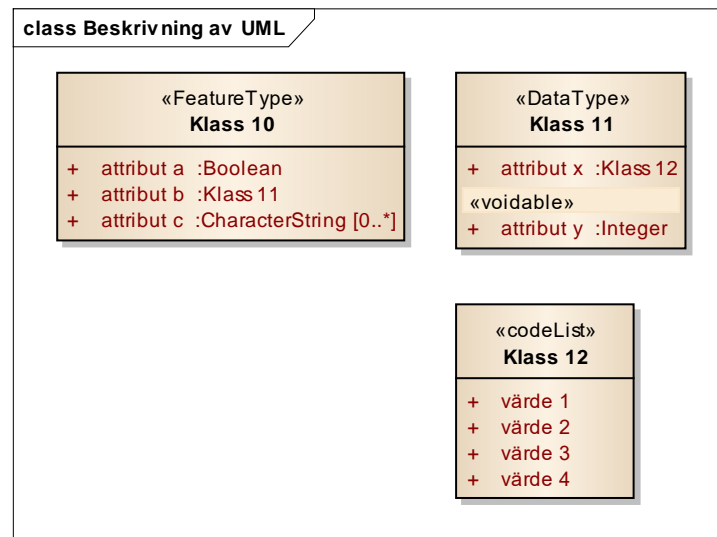 class Beskrivning av UML
«FeatureType»
Klass 10
+ attribut a :Boolean
+ attribut b :Klass 11
+ attribut c :CharacterString [0..*]
«DataType»
Klass 11
+ attribut x :Klass 12
«voidable»
+ attribut y :Integer
«codeList»
Klass 12
+ värde 1
+ värde 2
+ värde 3
+ värde 4